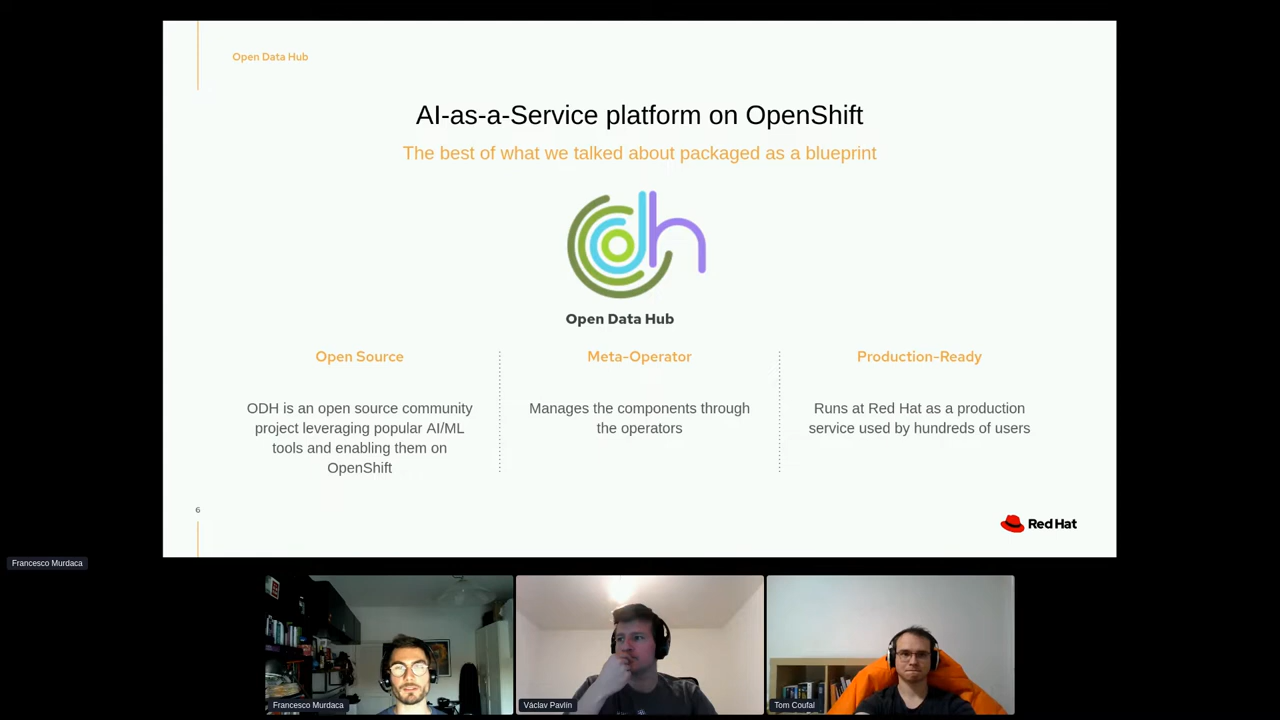 Open Data Hub
AI-as-a-Service platform on OpenShift
The best of what we talked about packaged as a blueprint
Open Data Hub
Open Source
ODH is an open source community
project leveraging popular AI/ML
tools and enabling them on
OpenShift
Meta-Operator
Manages the components through
the operators
Production-Ready
Runs at Red Hat as a production
service used by hundreds of users
6
Red Hat
Francesco Murdaca
Francesco Murdaca
Václav Pavlín
Tom Coufal